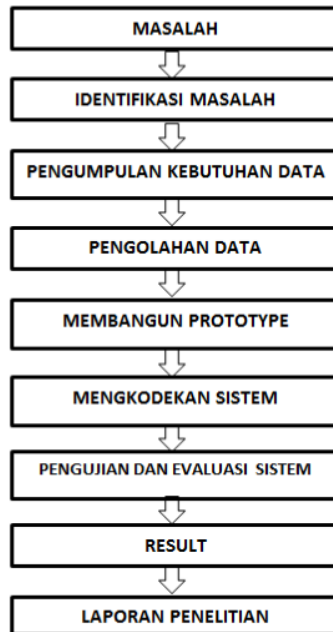 MASALAH
IDENTIFIKASI MASALAH
PENGUMPULAN KEBUTUHAN DATA
PENGOLAHAN DATA
MEMBANGUN PROTOTYPE
MENGKODEKAN SISTEM
PENGUJIAN DAN EVALUASI SISTEM
RESULT
LAPORAN PENELITIAN